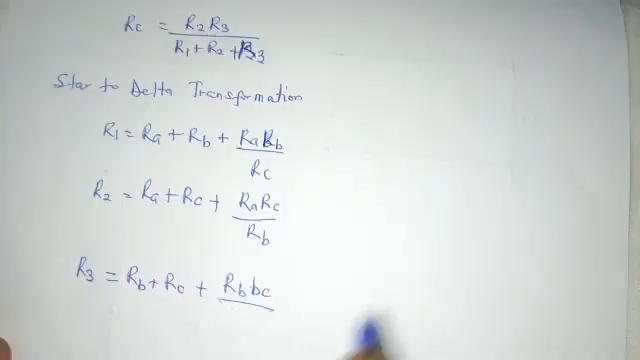 Rc = R2R3
R1+R2+R3
Star to Delta Transformation
R1 = Ra + Rb + RaRb
Rc
R2 = Ra + Rc + RaRc
Rb
R3 = Rb + Rc + Rbbc